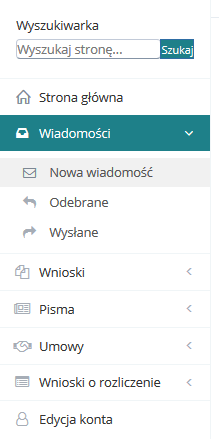 Wyszukiwarka
Wyszukaj stronę...
Szukaj
Strona główna
Wiadomości
Nowa wiadomość
Odebrane
Wysłane
Wnioski
Pisma
Umowy
Wnioski o rozliczenie
Edycja konta